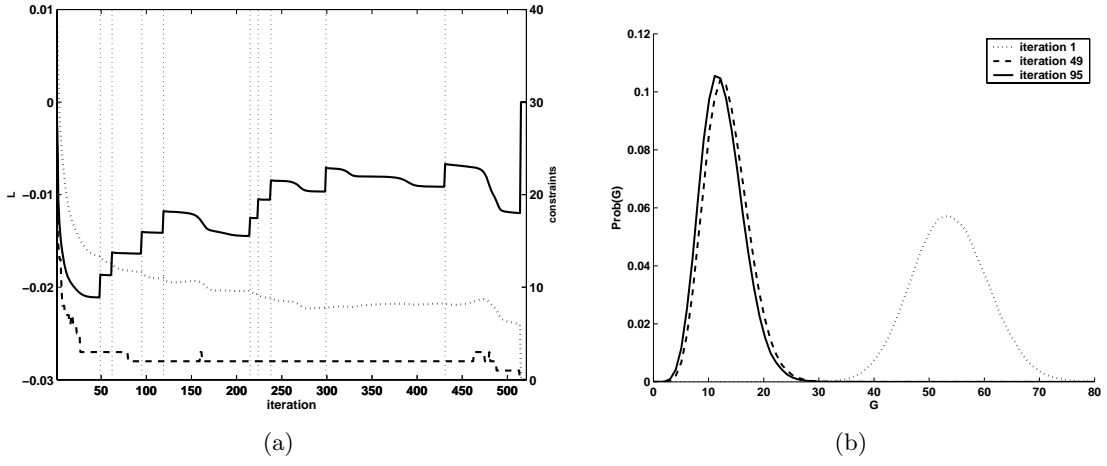 0.01
0
−0.01
−0.02
−0.03
L
40
30
20
10
0
constraints
50 100 150 200 250 300 350 400 450 500
iteration
(a)
0.12
0.1
0.08
0.06
0.04
0.02
0
Prob(G)
iteration 1
iteration 49
iteration 95
0 10 20 30 40 50 60 70 80
G
(b)